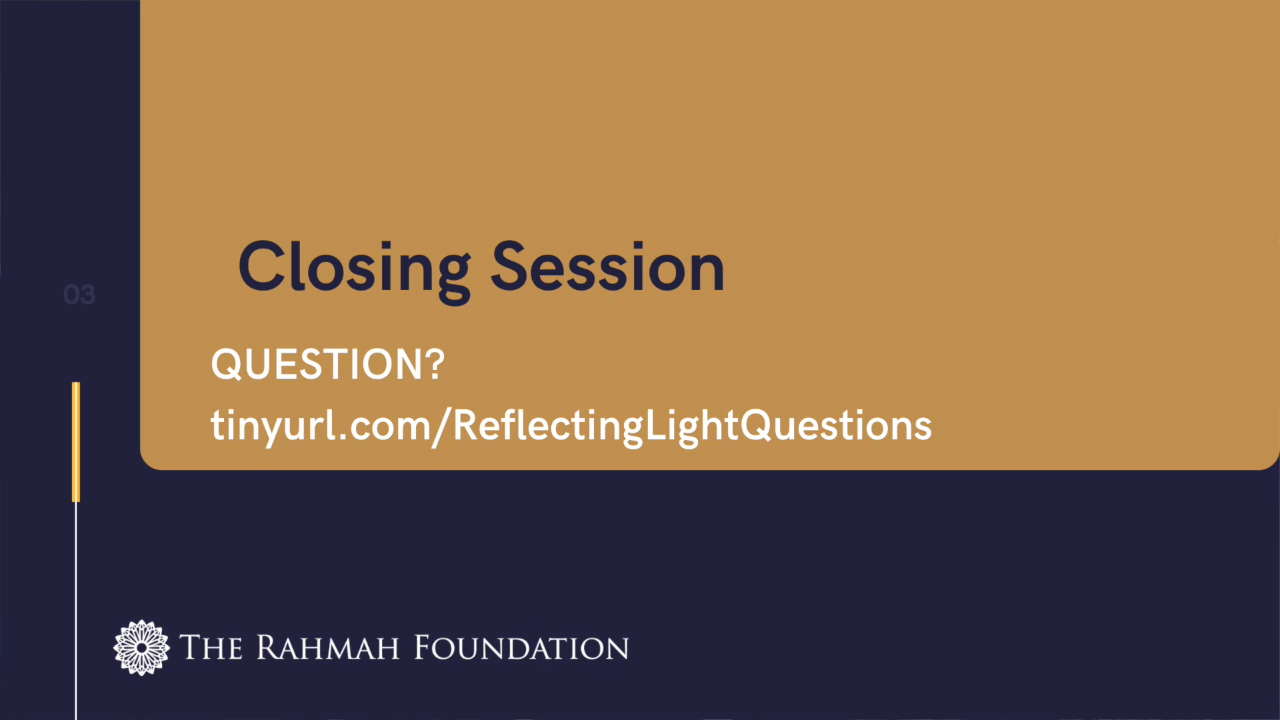 Closing Session
03
QUESTION?
tinyurl.com/ReflectingLightQuestions
THE RAHMAH FOUNDATION